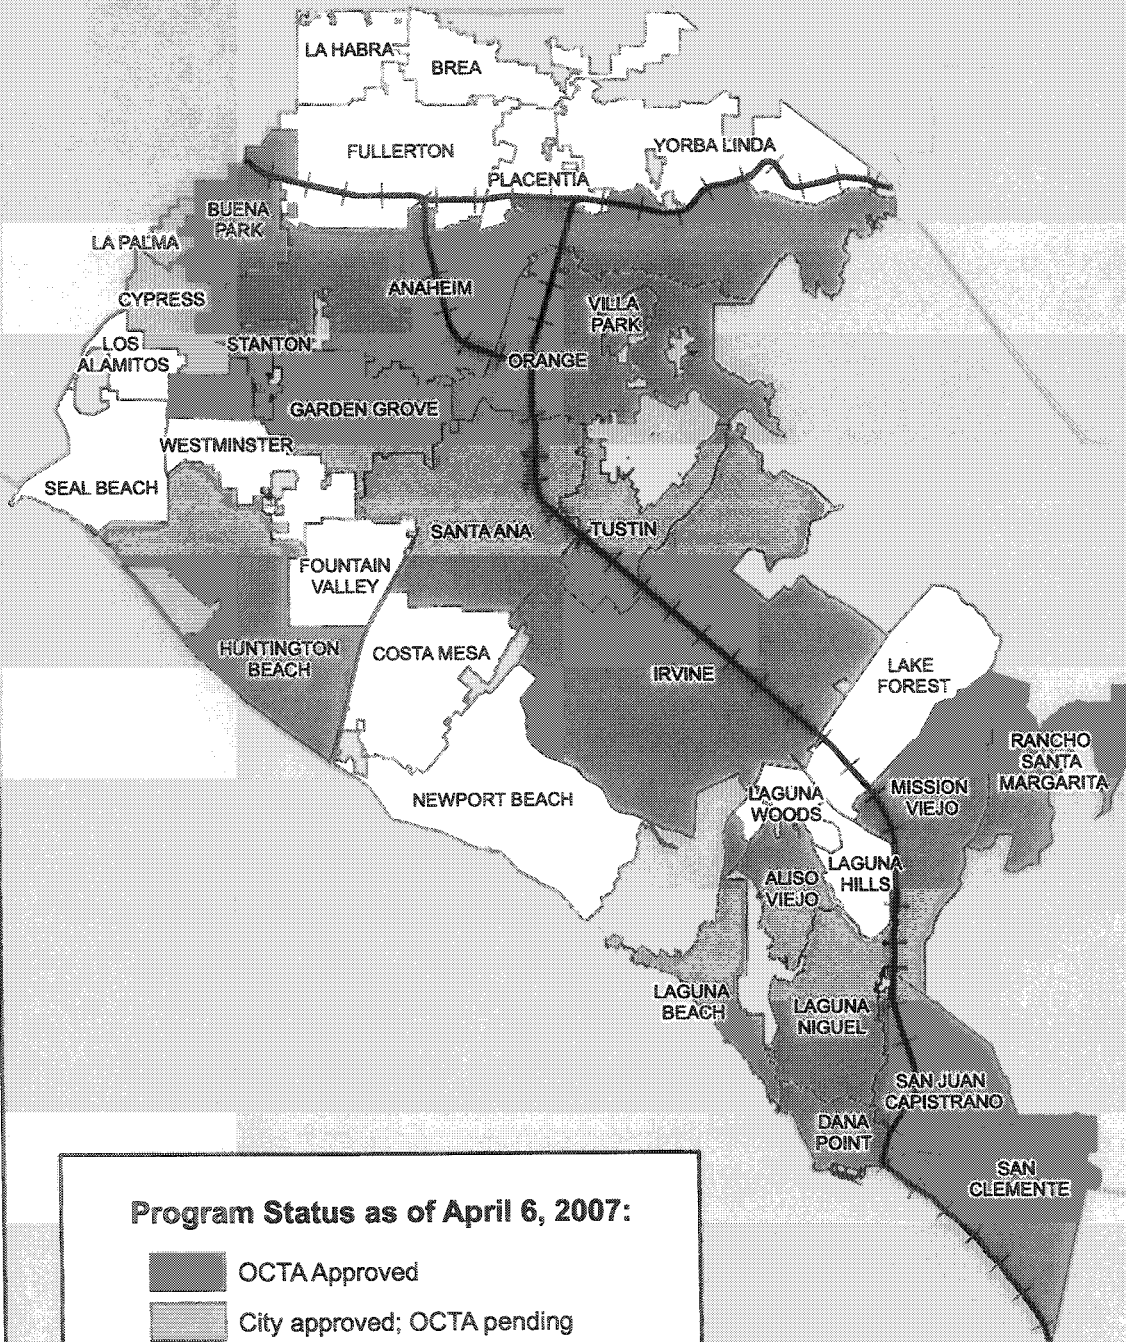 LA HABRA
BREA
FULLERTON
YORBA LINDA
PLACENTIA
BUENA
PARK
LA PALMA
CYPRESS
ANAHEIM
VILLA
PARK
LOS
ALAMITOS
STANTON
ORANGE
GARDEN GROVE
WESTMINSTER
SEAL BEACH
SANTA ANA
TUSTIN
FOUNTAIN
VALLEY
HUNTINGTON
BEACH
COSTA MESA
IRVINE
LAKE
FOREST
RANCHO
SANTA
MARGARITA
NEWPORT BEACH
LAGUNA
WOODS
MISSION
VIEJO
ALISO
VIEJO
LAGUNA
HILLS
LAGUNA
BEACH
LAGUNA
NIGUEL
SAN JUAN
CAPISTRANO
DANA
POINT
SAN
CLEMENTE
Program Status as of April 6, 2007:
OCTA Approved
City approved; OCTA pending